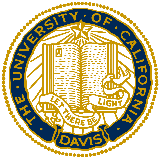 · THE · UNIVERSITY · OF · CALIFORNIA ·
DAVIS
LET THERE BE LIGHT